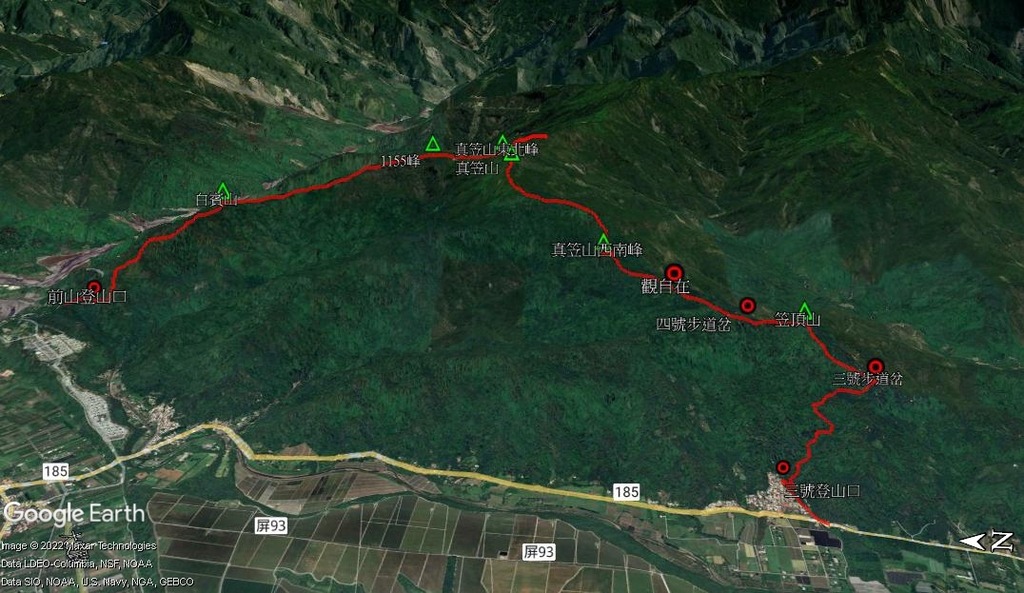 真笠山東北峰
1155峰
真笠山
白賓山
真笠山西南峰
觀自在
前山登山口
四號步道岔
笠頂山
三號步道岔
185
185
三號登山口
Google Earth
屏93
屏93
Z
Image © 2022 Maxar Technologies
Data LDEO-Columbia, NSF, NOAA
Data SIO, NOAA, U.S. Navy, NGA, GEBCO